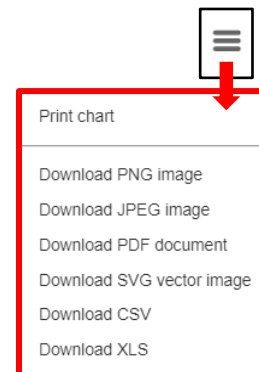 Print chart
Download PNG image
Download JPEG image
Download PDF document
Download SVG vector image
Download CSV
Download XLS